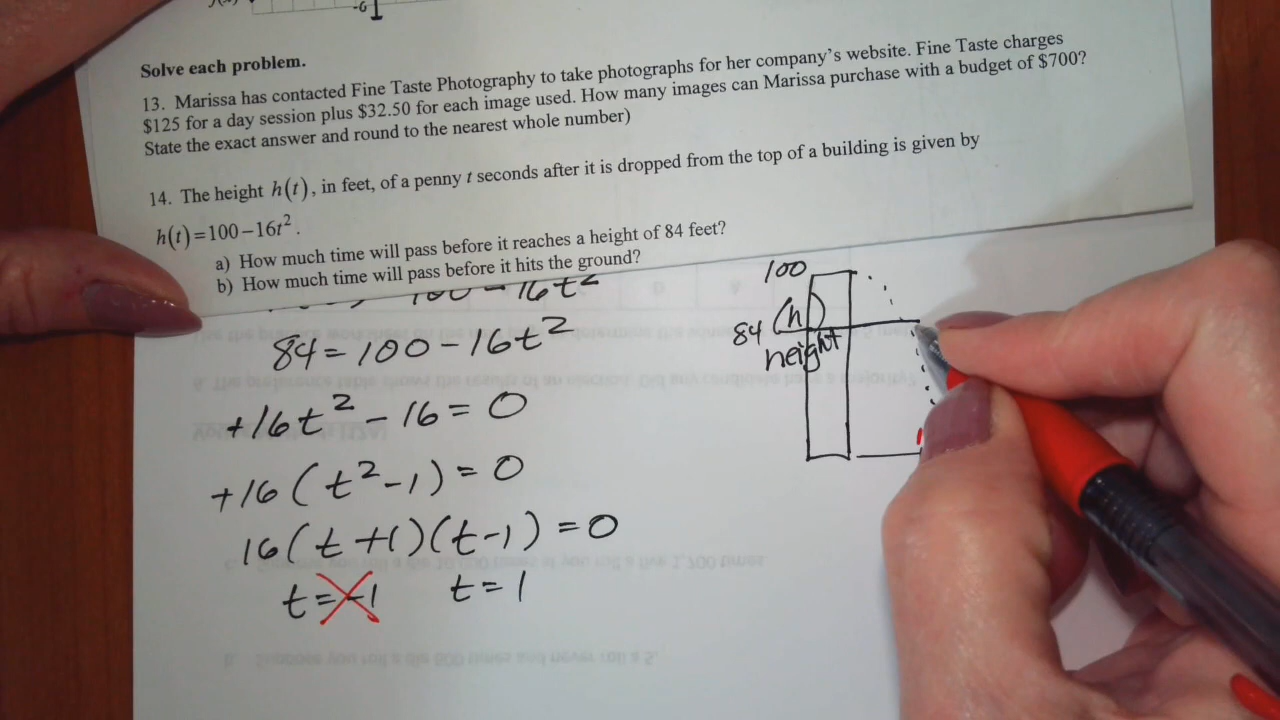 -6
Solve each problem.
13. Marissa has contacted Fine Taste Photography to take photographs for her company's website. Fine Taste charges
$125 for a day session plus $32.50 for each image used. How many images can Marissa purchase with a budget of $700?
State the exact answer and round to the nearest whole number)
14. The height h(t), in feet, of a penny t seconds after it is dropped from the top of a building is given by
h(t)=100-16t².
a) How much time will pass before it reaches a height of 84 feet?
b) How much time will pass before it hits the ground?
100 - 16t²
84 = 100 - 16t²
+16t² - 16 = 0
+16(t²-1) = 0
16(t+1)(t-1) = 0
t=-1 t=1
100
84 (h)
height